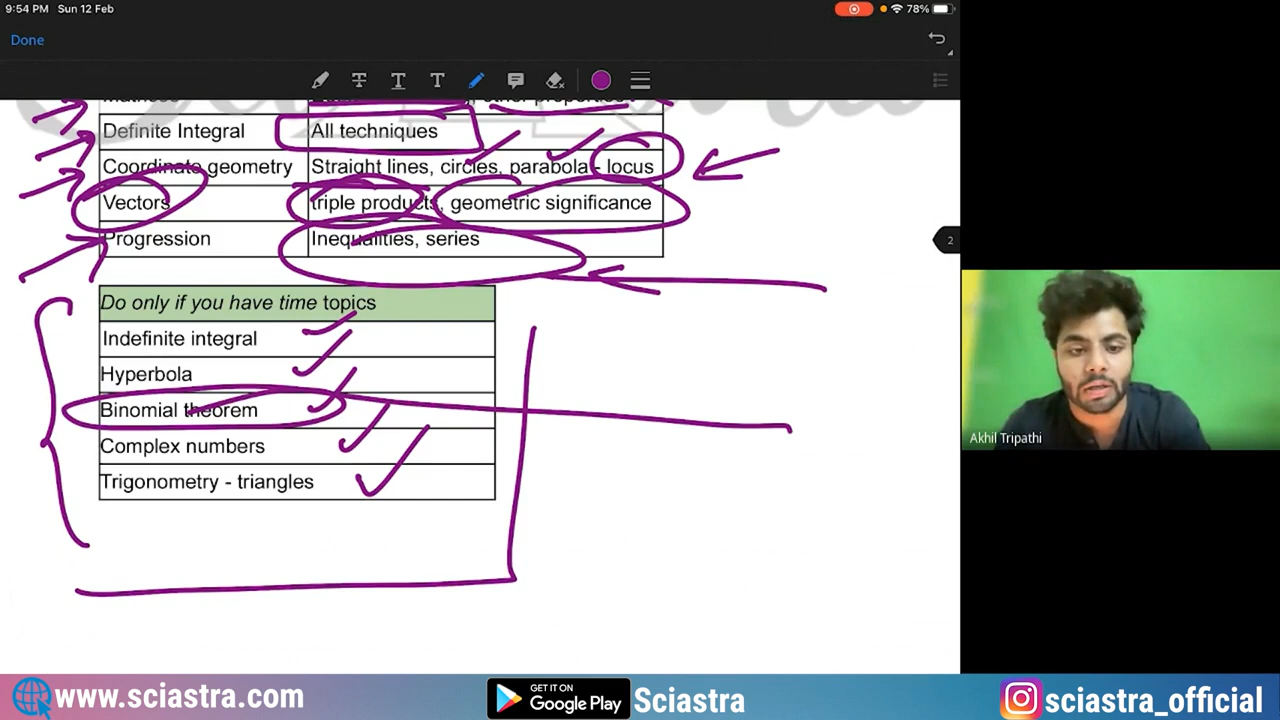 9:54 PM Sun 12 Feb
78%
Done
T T T
2
Definite Integral All techniques
Coordinate geometry Straight lines, circles, parabola - locus
Vectors triple products, geometric significance
Progression Inequalities, series
Do only if you have time topics
Indefinite integral
Hyperbola
Binomial theorem
Complex numbers
Trigonometry - triangles
Akhil Tripathi
www.sciastra.com
GET IT ON
Google Play
Sciastra
sciastra_official